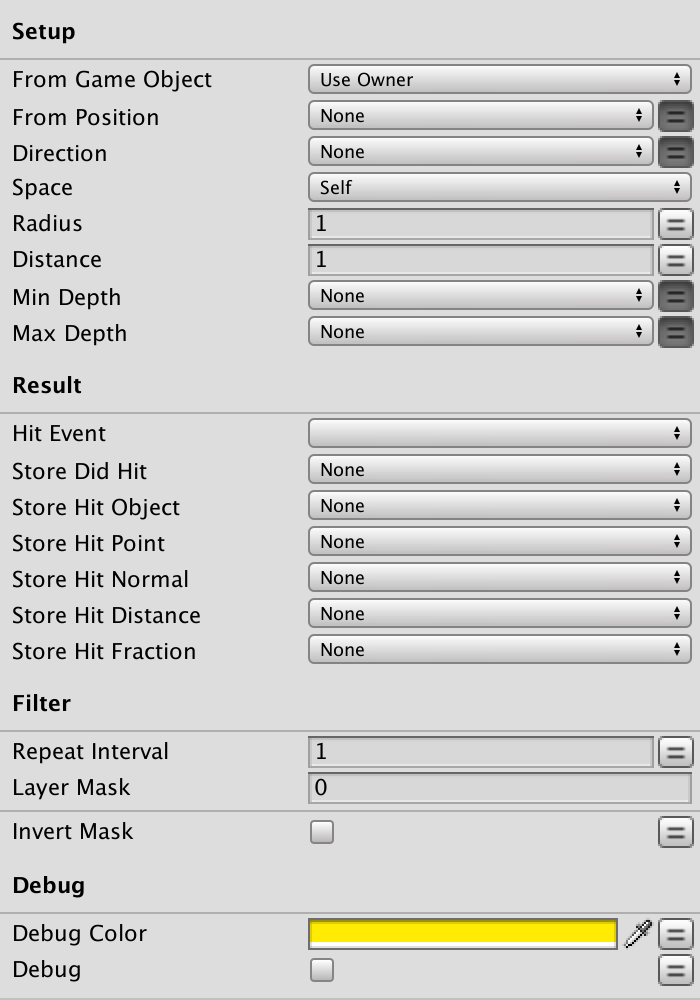 Setup
From Game Object Use Owner
From Position None
Direction None
Space Self
Radius 1
Distance 1
Min Depth None
Max Depth None
Result
Hit Event
Store Did Hit None
Store Hit Object None
Store Hit Point None
Store Hit Normal None
Store Hit Distance None
Store Hit Fraction None
Filter
Repeat Interval 1
Layer Mask 0
Invert Mask
Debug
Debug Color
Debug